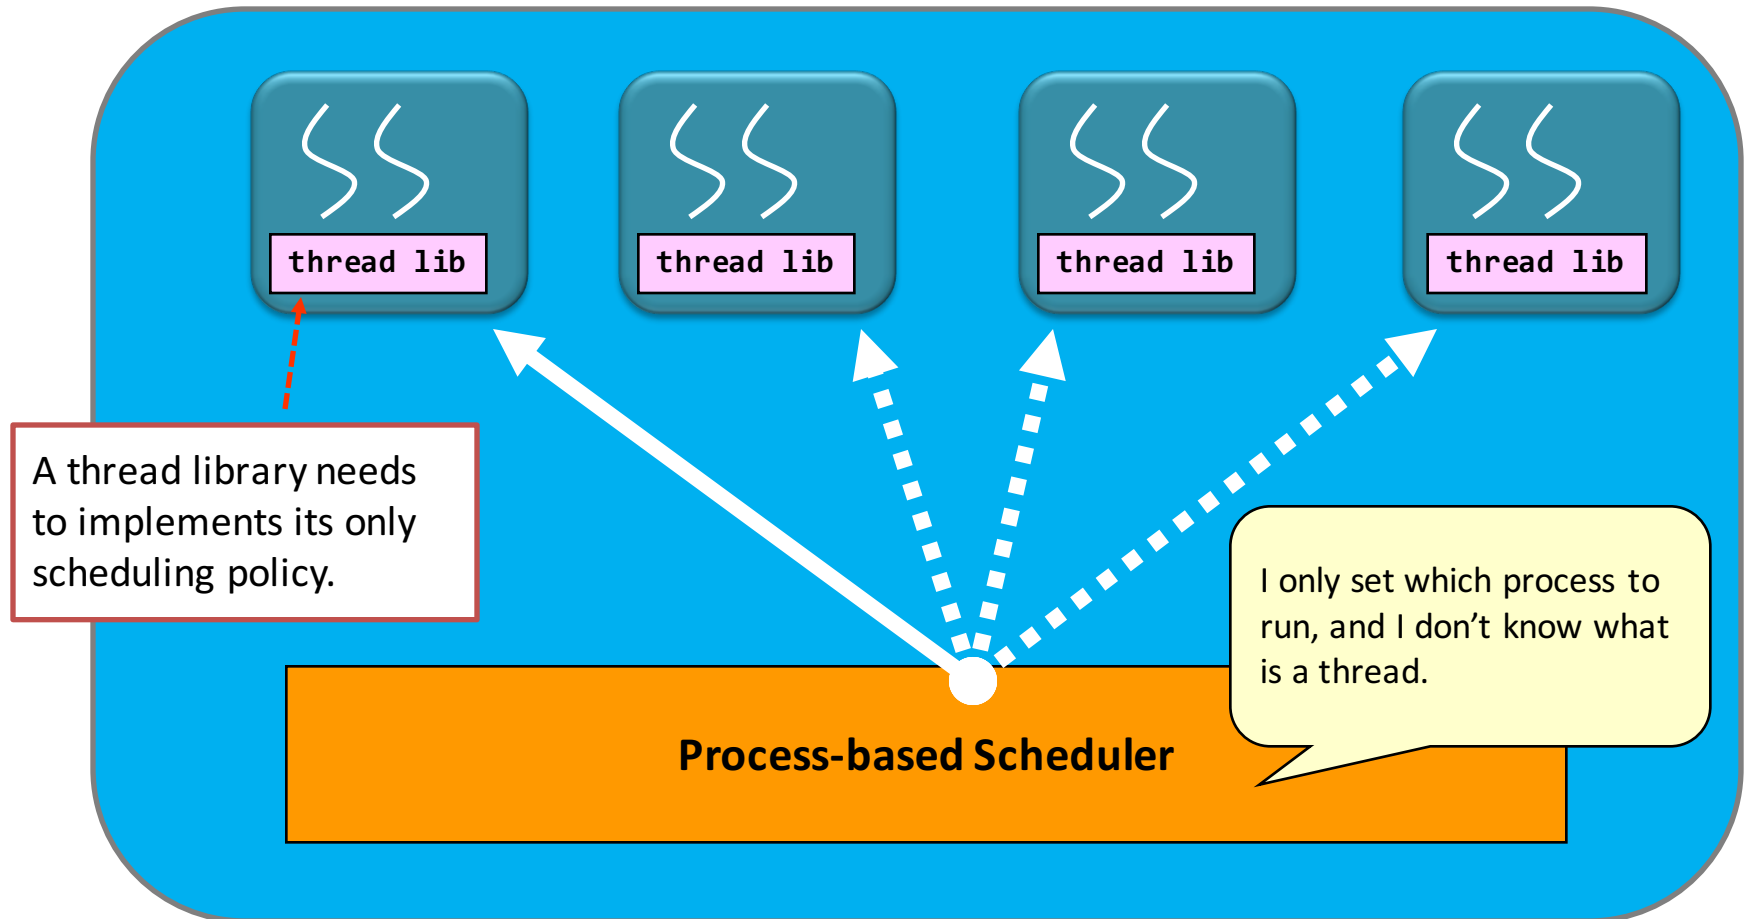 thread lib
thread lib
thread lib
thread lib
A thread library needs
to implements its only
scheduling policy.
I only set which process to
run, and I don’t know what
is a thread.
Process-based Scheduler